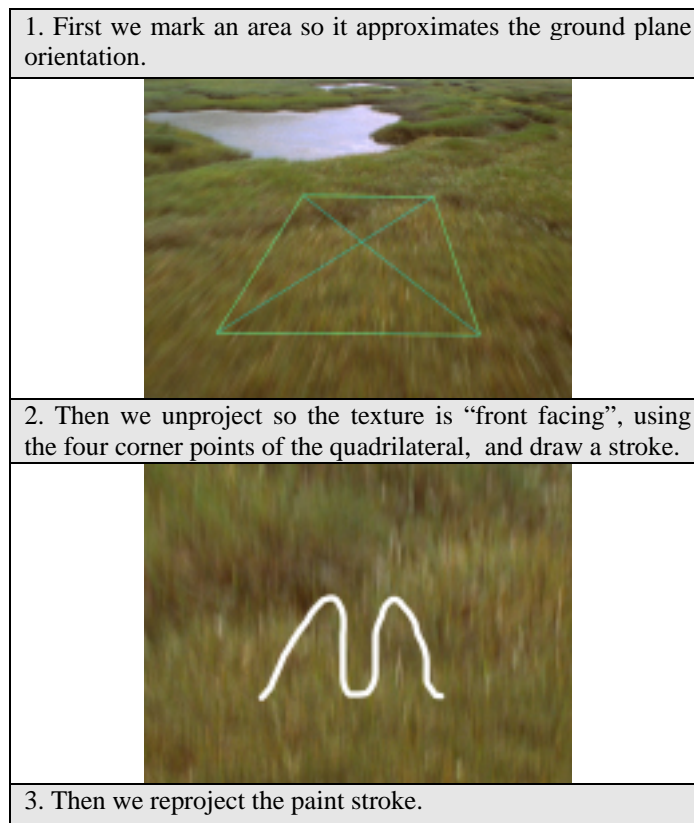 1. First we mark an area so it approximates the ground plane
orientation.
2. Then we unproject so the texture is “front facing”, using
the four corner points of the quadrilateral, and draw a stroke.
3. Then we reproject the paint stroke.